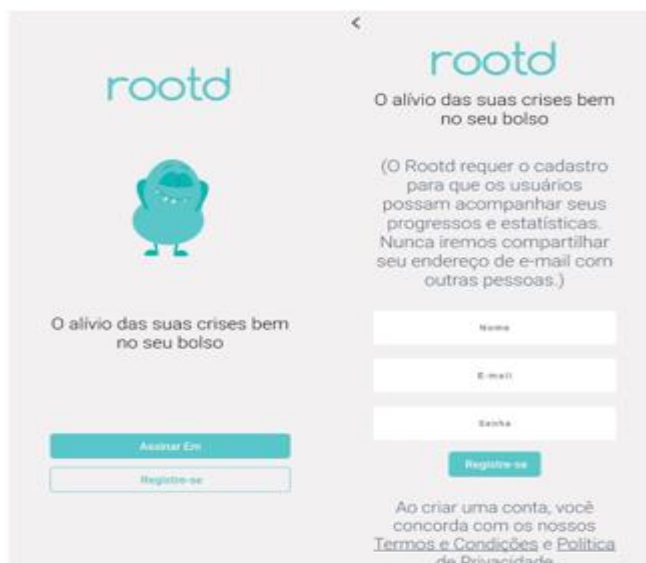 rootd
O alívio das suas crises bem
no seu bolso
Assinar Em
Registre-se
<
rootd
O alívio das suas crises bem
no seu bolso
(O Rootd requer o cadastro
para que os usuários
possam acompanhar seus
progressos e estatísticas.
Nunca iremos compartilhar
seu endereço de e-mail com
outras pessoas.)
Nome
E-mail
Senha
Registre-se
Ao criar uma conta, você
concorda com os nossos
Termos e Condições e Política
de Privacidade